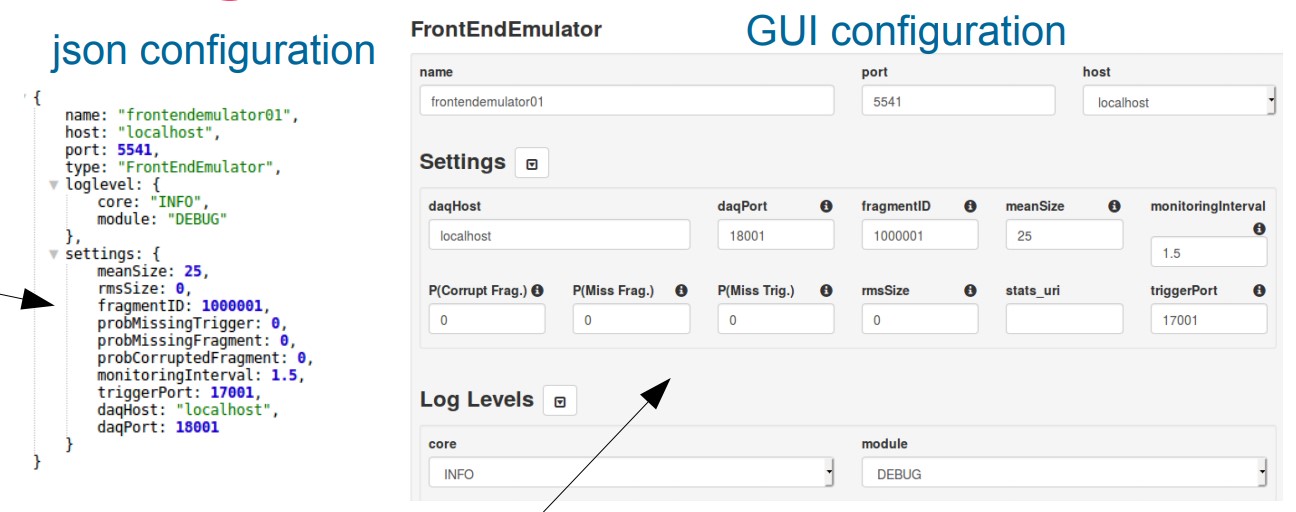 json configuration
{
name: "frontendemulator01",
host: "localhost",
port: 5541,
type: "FrontEndEmulator",
loglevel: {
core: "INFO",
module: "DEBUG"
},
settings: {
meanSize: 25,
rmsSize: 0,
fragmentID: 1000001,
probMissingTrigger: 0,
probMissingFragment: 0,
probCorruptedFragment: 0,
monitoringInterval: 1.5,
triggerPort: 17001,
daqHost: "localhost",
daqPort: 18001
}
}
GUI configuration
FrontEndEmulator
name port host
frontendemulator01 5541 localhost
Settings
daqHost daqPort fragmentID meanSize monitoringInterval
localhost 18001 1000001 25 1.5
P(Corrupt Frag.) P(Miss Frag.) P(Miss Trig.) rmsSize stats_uri triggerPort
0 0 0 0 17001
Log Levels
core module
INFO DEBUG